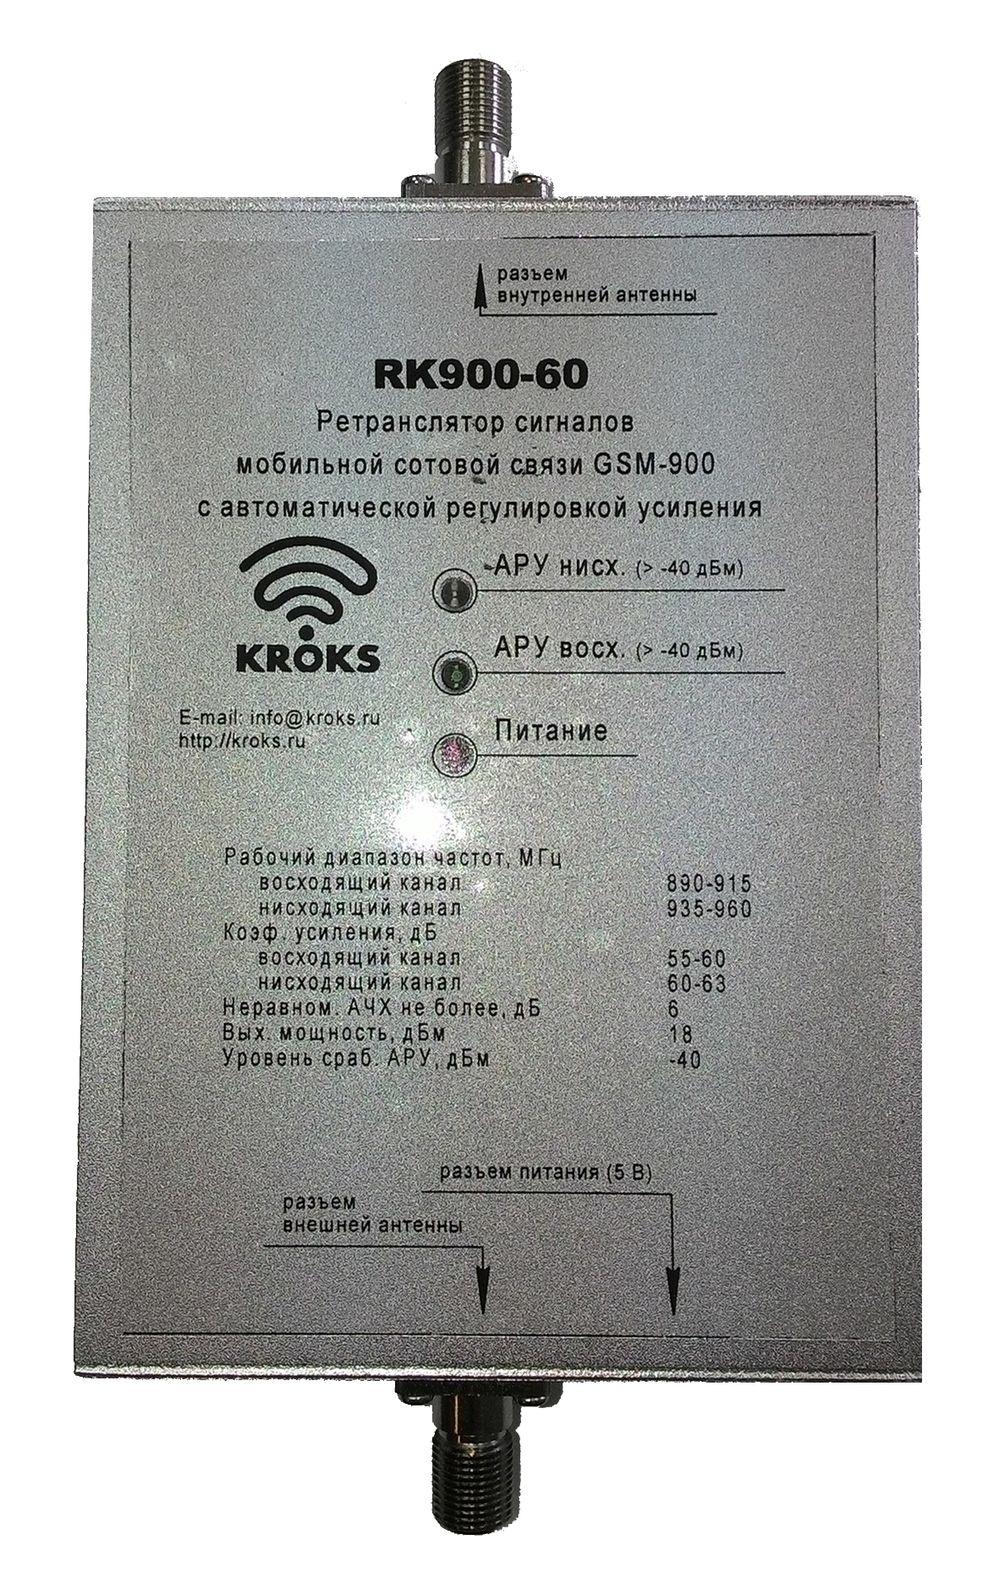 разъем
внутренней антенны
RK900-60
Ретранслятор сигналов
мобильной сотовой связи GSM-900
с автоматической регулировкой усиления
АРУ нисх. (> -40 дБм)
АРУ восх. (> -40 дБм)
KROKS
E-mail: info@kroks.ru
http://kroks.ru
Питание
Рабочий диапазон частот, МГц
восходящий канал 890-915
нисходящий канал 935-960
Коэф. усиления, дБ
восходящий канал 55-60
нисходящий канал 60-63
Неравном. АЧХ не более, дБ 6
Вых. мощность, дБм 18
Уровень сраб. АРУ, дБм -40
разъем питания (5 В)
разъем
внешней антенны